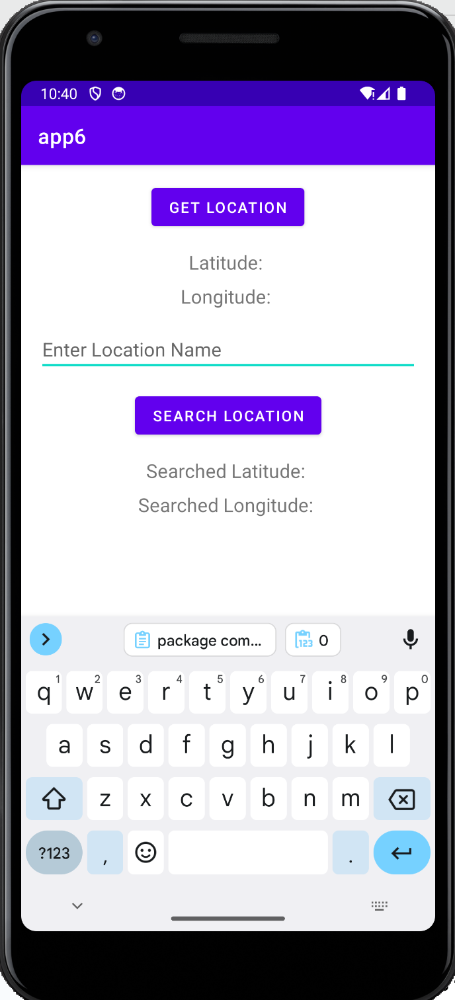 10:40
app6
GET LOCATION
Latitude:
Longitude:
Enter Location Name
SEARCH LOCATION
Searched Latitude:
Searched Longitude:
package com... 123 0
q1 w2 e3 r4 t5 y6 u7 i8 o9 p0
a s d f g h j k l
z x c v b n m
?123 , .